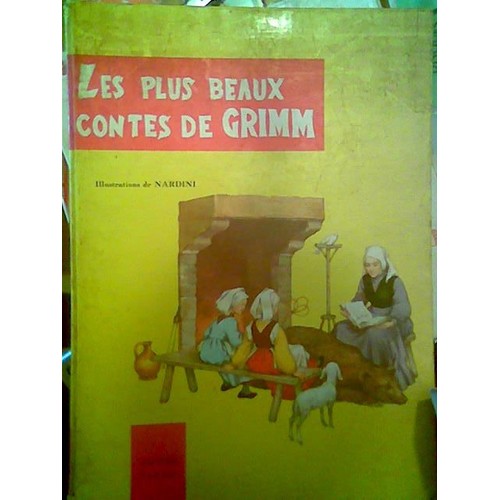 LES PLUS BEAUX
CONTES DE GRIMM
Illustrations de NARDINI